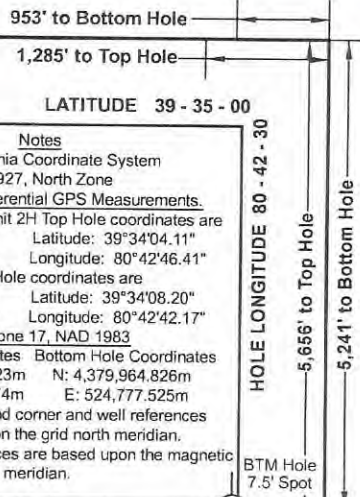 953' to Bottom Hole
1,285' to Top Hole
LATITUDE 39 - 35 - 00
Notes
nia Coordinate System
927, North Zone
erential GPS Measurements.
nit 2H Top Hole coordinates are
Latitude: 39°34'04.11"
Longitude: 80°42'46.41"
Hole coordinates are
Latitude: 39°34'08.20"
Longitude: 80°42'42.17"
one 17, NAD 1983
tes Bottom Hole Coordinates
23m N: 4,379,964.826m
4m E: 524,777.525m
nd corner and well references
on the grid north meridian.
ces are based upon the magnetic
meridian.
HOLE LONGITUDE 80 - 42 - 30
5,656' to Top Hole
5,241' to Bottom Hole
BTM Hole
7.5' Spot